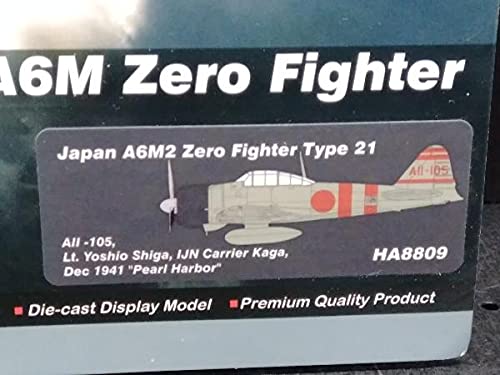 A6M Zero Fighter
Japan A6M2 Zero Fighter Type 21
AII-105
AII -105,
Lt. Yoshio Shiga, IJN Carrier Kaga,
Dec 1941 "Pearl Harbor"
HA8809
Die-cast Display Model
Premium Quality Product